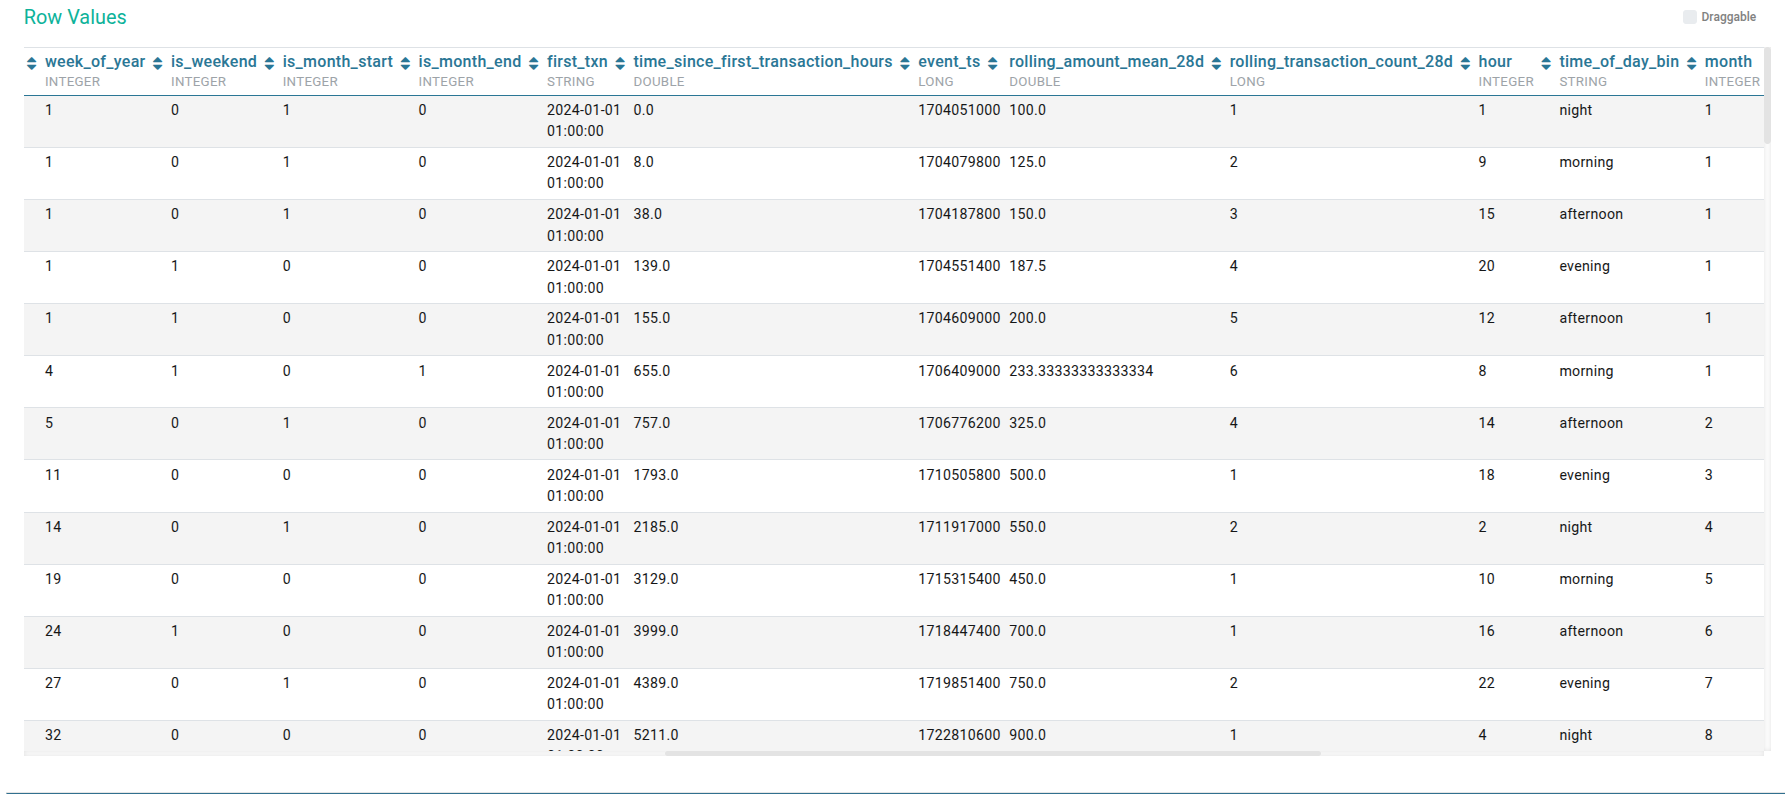 Row Values
Draggable
week_of_year is_weekend is_month_start is_month_end first_txn time_since_first_transaction_hours event_ts rolling_amount_mean_28d rolling_transaction_count_28d hour time_of_day_bin month
INTEGER INTEGER INTEGER INTEGER STRING DOUBLE LONG DOUBLE LONG INTEGER STRING INTEGER
1 0 1 0 2024-01-01 0.0 1704051000 100.0 1 1 night 1
01:00:00
1 0 1 0 2024-01-01 8.0 1704079800 125.0 2 9 morning 1
01:00:00
1 0 1 0 2024-01-01 38.0 1704187800 150.0 3 15 afternoon 1
01:00:00
1 1 0 0 2024-01-01 139.0 1704551400 187.5 4 20 evening 1
01:00:00
1 1 0 0 2024-01-01 155.0 1704609000 200.0 5 12 afternoon 1
01:00:00
4 1 0 1 2024-01-01 655.0 1706409000 233.33333333333334 6 8 morning 1
01:00:00
5 0 1 0 2024-01-01 757.0 1706776200 325.0 4 14 afternoon 2
01:00:00
11 0 0 0 2024-01-01 1793.0 1710505800 500.0 1 18 evening 3
01:00:00
14 0 1 0 2024-01-01 2185.0 1711917000 550.0 2 2 night 4
01:00:00
19 0 0 0 2024-01-01 3129.0 1715315400 450.0 1 10 morning 5
01:00:00
24 1 0 0 2024-01-01 3999.0 1718447400 700.0 1 16 afternoon 6
01:00:00
27 0 1 0 2024-01-01 4389.0 1719851400 750.0 2 22 evening 7
01:00:00
32 0 0 0 2024-01-01 5211.0 1722810600 900.0 1 4 night 8